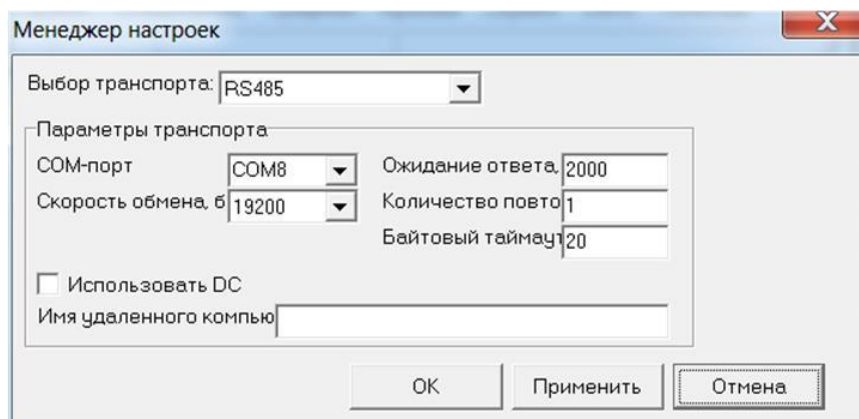 Менеджер настроек
Выбор транспорта: RS485
Параметры транспорта
COM-порт COM8 Ожидание ответа, 2000
Скорость обмена, б 19200 Количество повто 1
Байтовый таймаут 20
Использовать DC
Имя удаленного компью
OK Применить Отмена